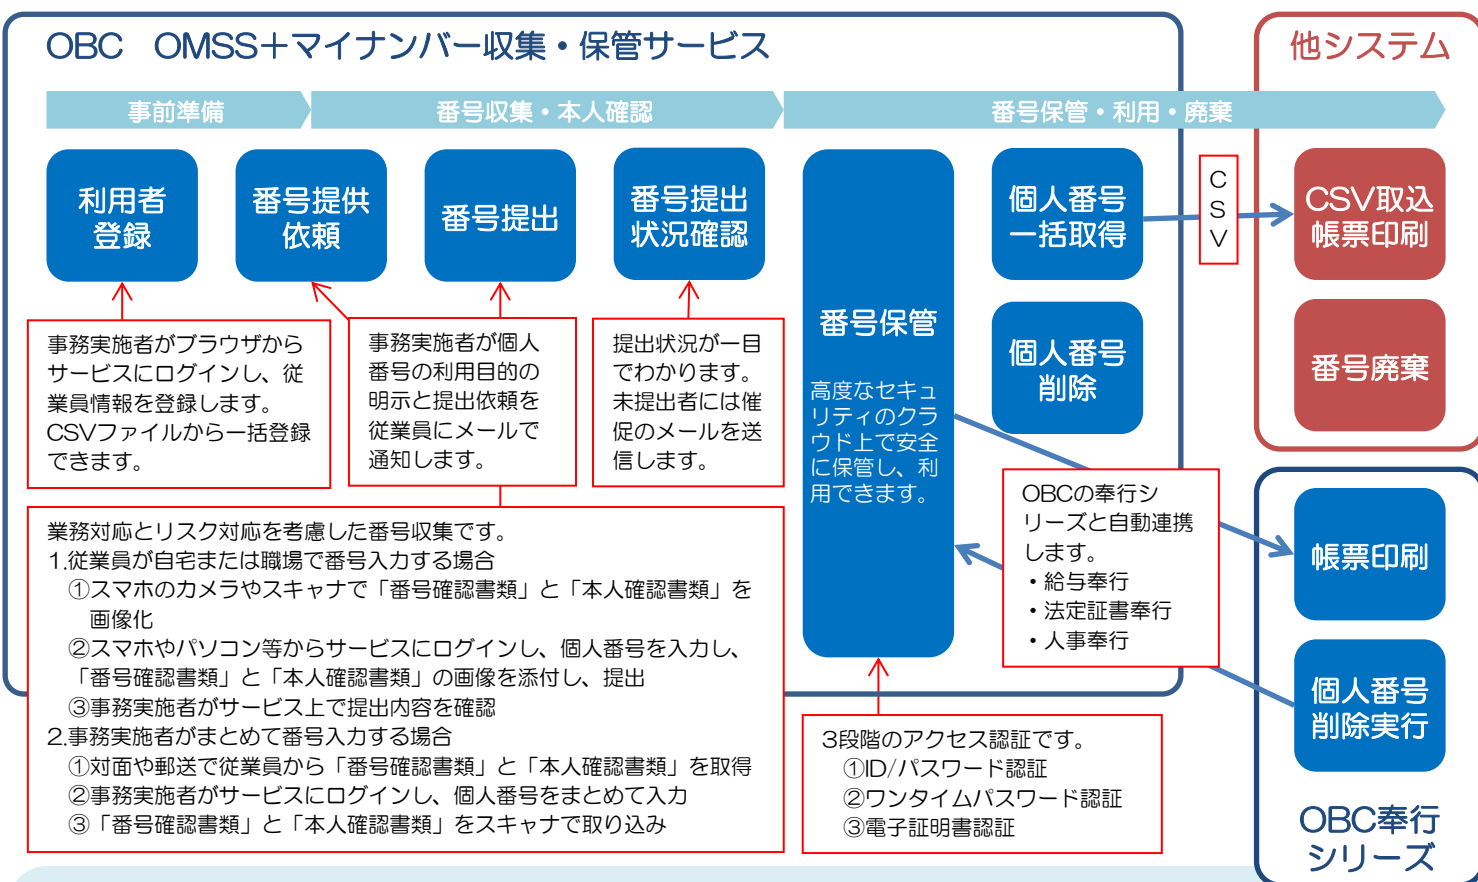 OBC　OMSS＋マイナンバー収集・保管サービス
他システム
事前準備
番号収集・本人確認
番号保管・利用・廃棄
利用者
登録
番号提供
依頼
番号提出
番号提出
状況確認
番号保管
高度なセキュ
リティのクラ
ウド上で安全
に保管し、利
用できます。
個人番号
一括取得
個人番号
削除
C
S
V
CSV取込
帳票印刷
番号廃棄
事務実施者がブラウザから
サービスにログインし、従
業員情報を登録します。
CSVファイルから一括登録
できます。
事務実施者が個人
番号の利用目的の
明示と提出依頼を
従業員にメールで
通知します。
提出状況が一目
でわかります。
未提出者には催
促のメールを送
信します。
OBCの奉行シ
リーズと自動連携
します。
・給与奉行
・法定証書奉行
・人事奉行
帳票印刷
個人番号
削除実行
OBC奉行
シリーズ
業務対応とリスク対応を考慮した番号収集です。
1.従業員が自宅または職場で番号入力する場合
①スマホのカメラやスキャナで「番号確認書類」と「本人確認書類」を
画像化
②スマホやパソコン等からサービスにログインし、個人番号を入力し、
「番号確認書類」と「本人確認書類」の画像を添付し、提出
③事務実施者がサービス上で提出内容を確認
2.事務実施者がまとめて番号入力する場合
①対面や郵送で従業員から「番号確認書類」と「本人確認書類」を取得
②事務実施者がサービスにログインし、個人番号をまとめて入力
③「番号確認書類」と「本人確認書類」をスキャナで取り込み
3段階のアクセス認証です。
①ID/パスワード認証
②ワンタイムパスワード認証
③電子証明書認証